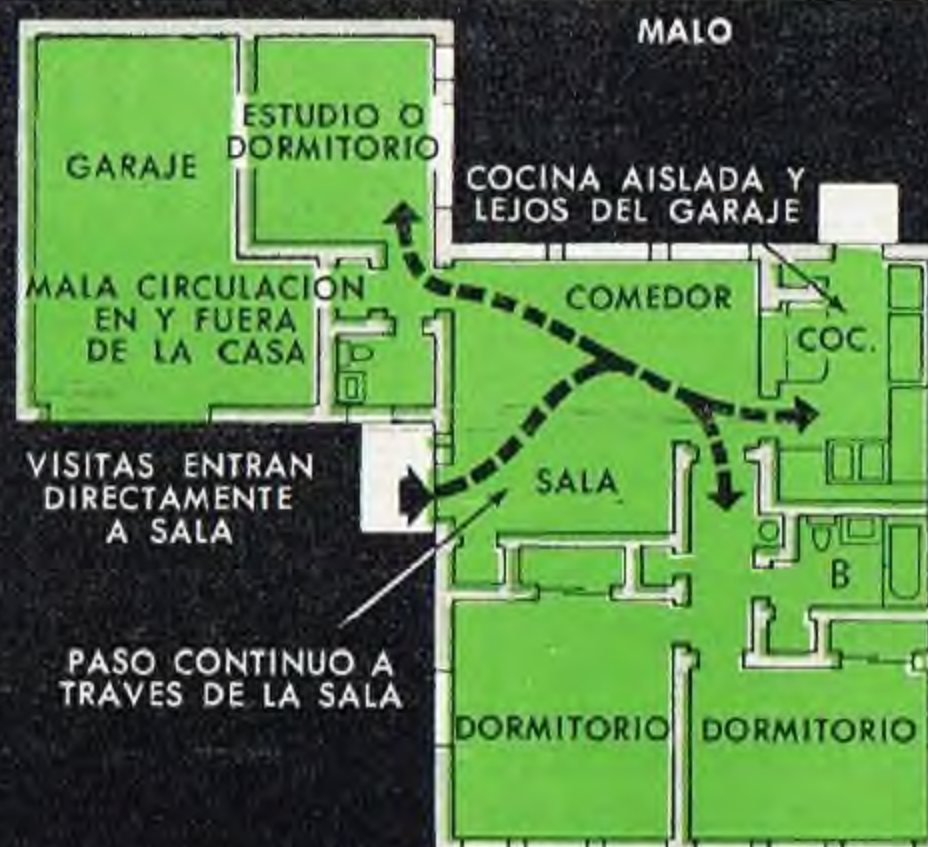 MALO
ESTUDIO O
DORMITORIO
GARAJE
COCINA AISLADA Y
LEJOS DEL GARAJE
MALA CIRCULACION
EN Y FUERA
DE LA CASA
COMEDOR
COC.
VISITAS ENTRAN
DIRECTAMENTE
A SALA
SALA
B
PASO CONTINUO A
TRAVES DE LA SALA
DORMITORIO
DORMITORIO